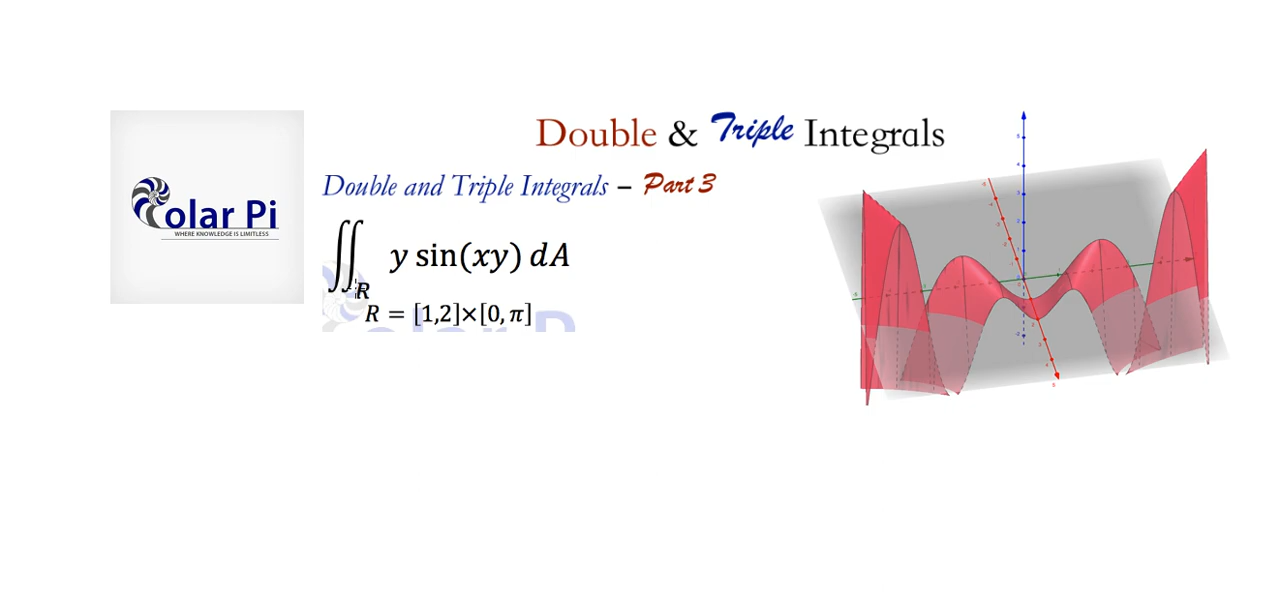 Double & Triple Integrals
Double and Triple Integrals – Part 3
olar Pi
WHERE KNOWLEDGE IS LIMITLESS
∬_R y sin(xy) dA
R = [1,2]×[0, π]